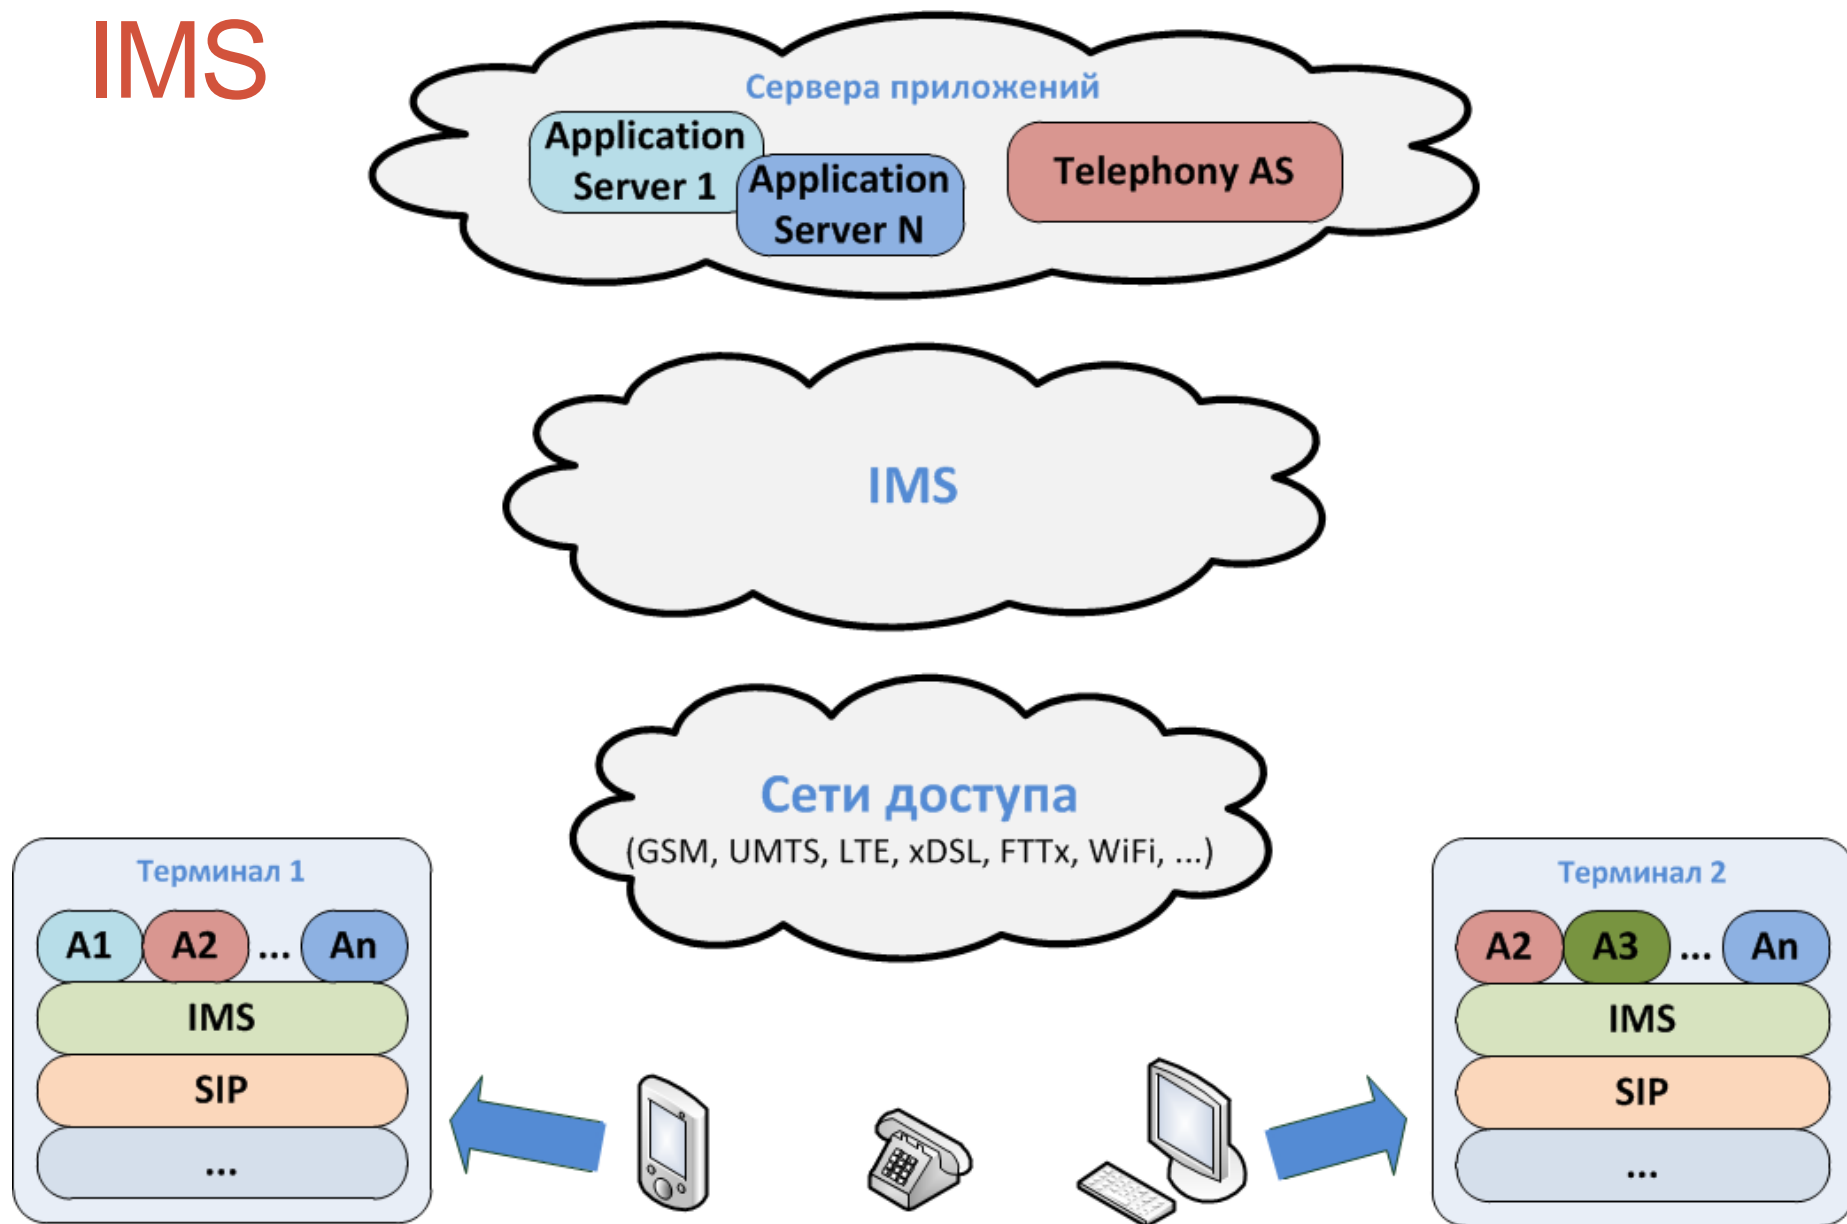 IMS
Сервера приложений
Application
Server 1
Application
Server N
Telephony AS
IMS
Сети доступа
(GSM, UMTS, LTE, xDSL, FTTx, WiFi, ...)
Терминал 1
A1 A2 ... An
IMS
SIP
...
Терминал 2
A2 A3 ... An
IMS
SIP
...